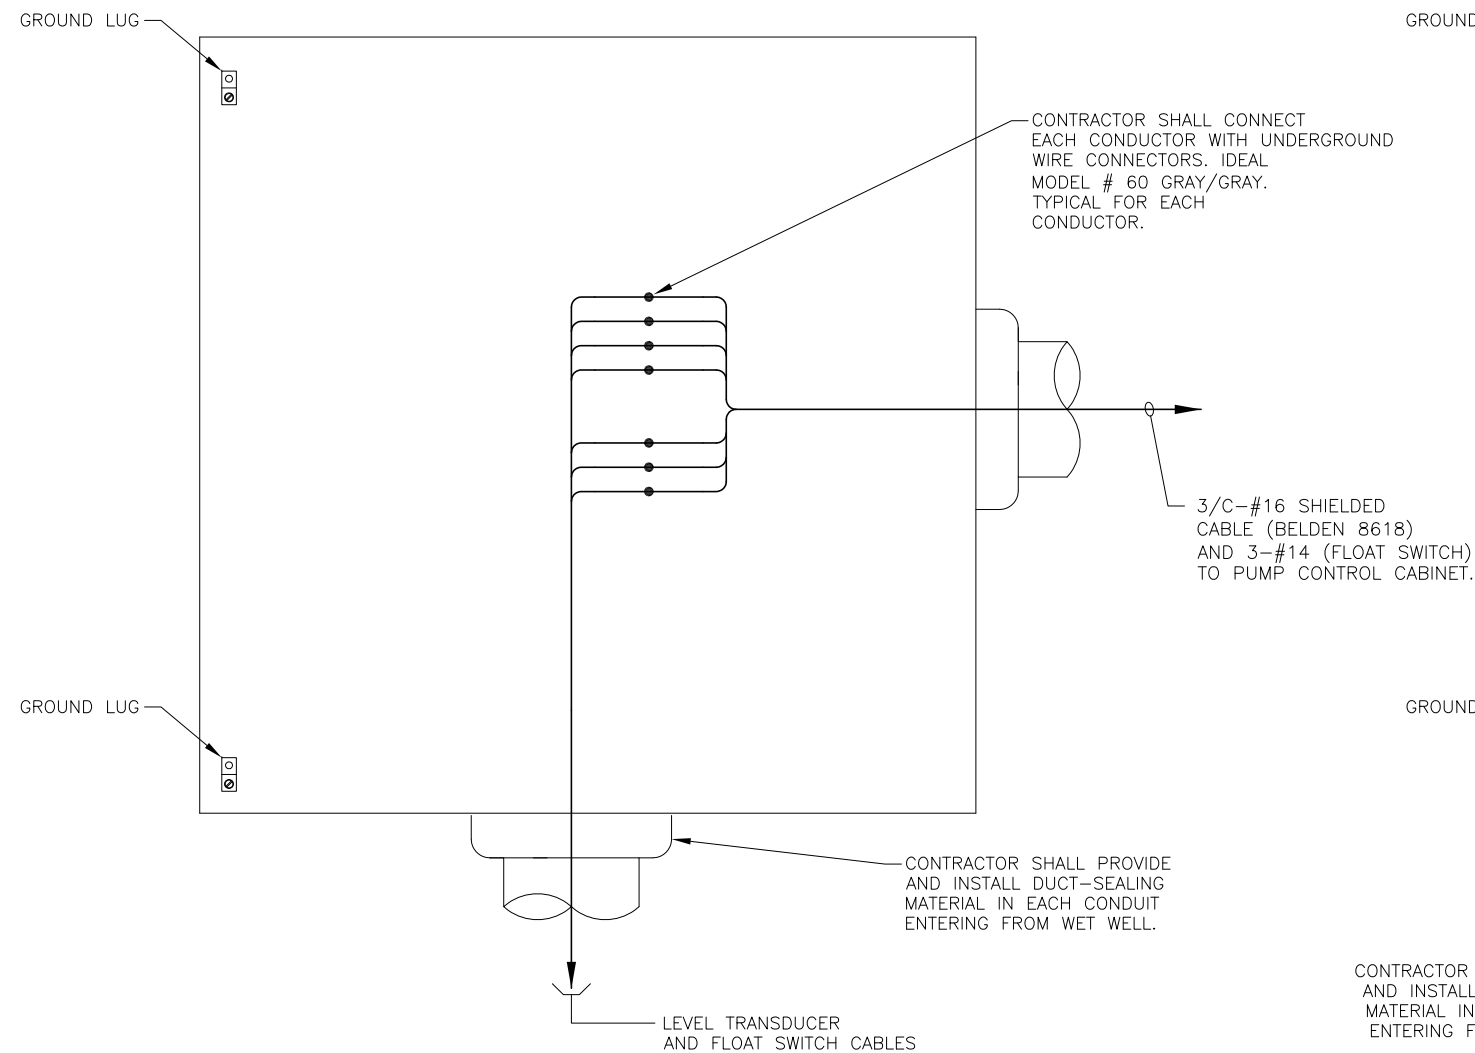 GROUND LUG
GROUND
CONTRACTOR SHALL CONNECT
EACH CONDUCTOR WITH UNDERGROUND
WIRE CONNECTORS. IDEAL
MODEL # 60 GRAY/GRAY.
TYPICAL FOR EACH
CONDUCTOR.
3/C-#16 SHIELDED
CABLE (BELDEN 8618)
AND 3-#14 (FLOAT SWITCH)
TO PUMP CONTROL CABINET.
GROUND LUG
GROUND
CONTRACTOR SHALL PROVIDE
AND INSTALL DUCT-SEALING
MATERIAL IN EACH CONDUIT
ENTERING FROM WET WELL.
CONTRACTOR
AND INSTALL
MATERIAL IN
ENTERING F
LEVEL TRANSDUCER
AND FLOAT SWITCH CABLES